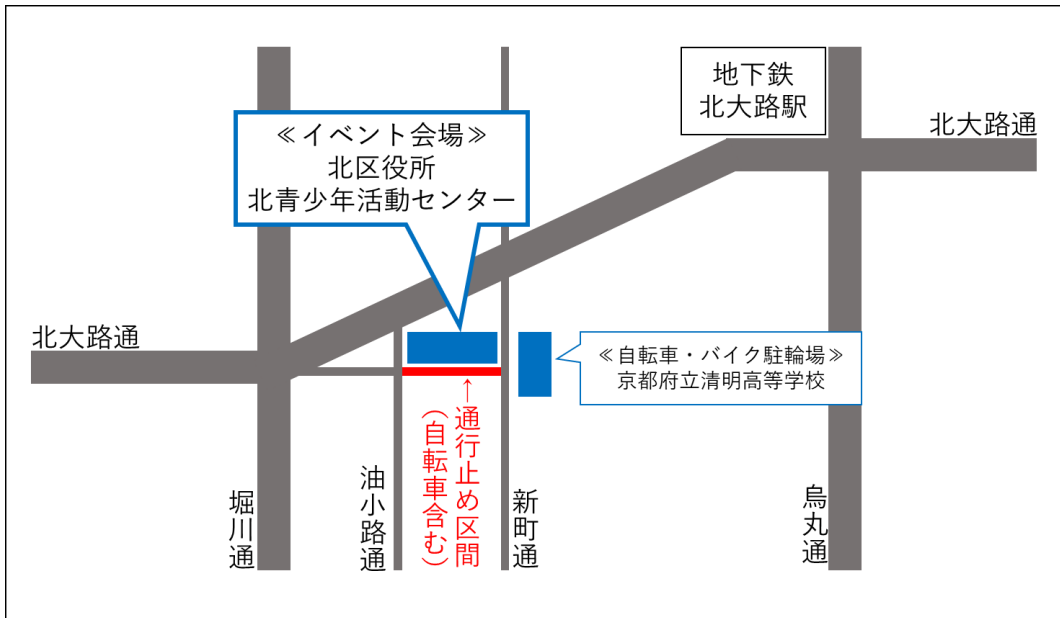 地下鉄
北大路駅
北大路通
≪イベント会場≫
北区役所
北青少年活動センター
北大路通
≪自転車・バイク駐輪場≫
京都府立清明高等学校
堀川通
油小路通
←通行止め区間
（自転車含む）
新町通
烏丸通